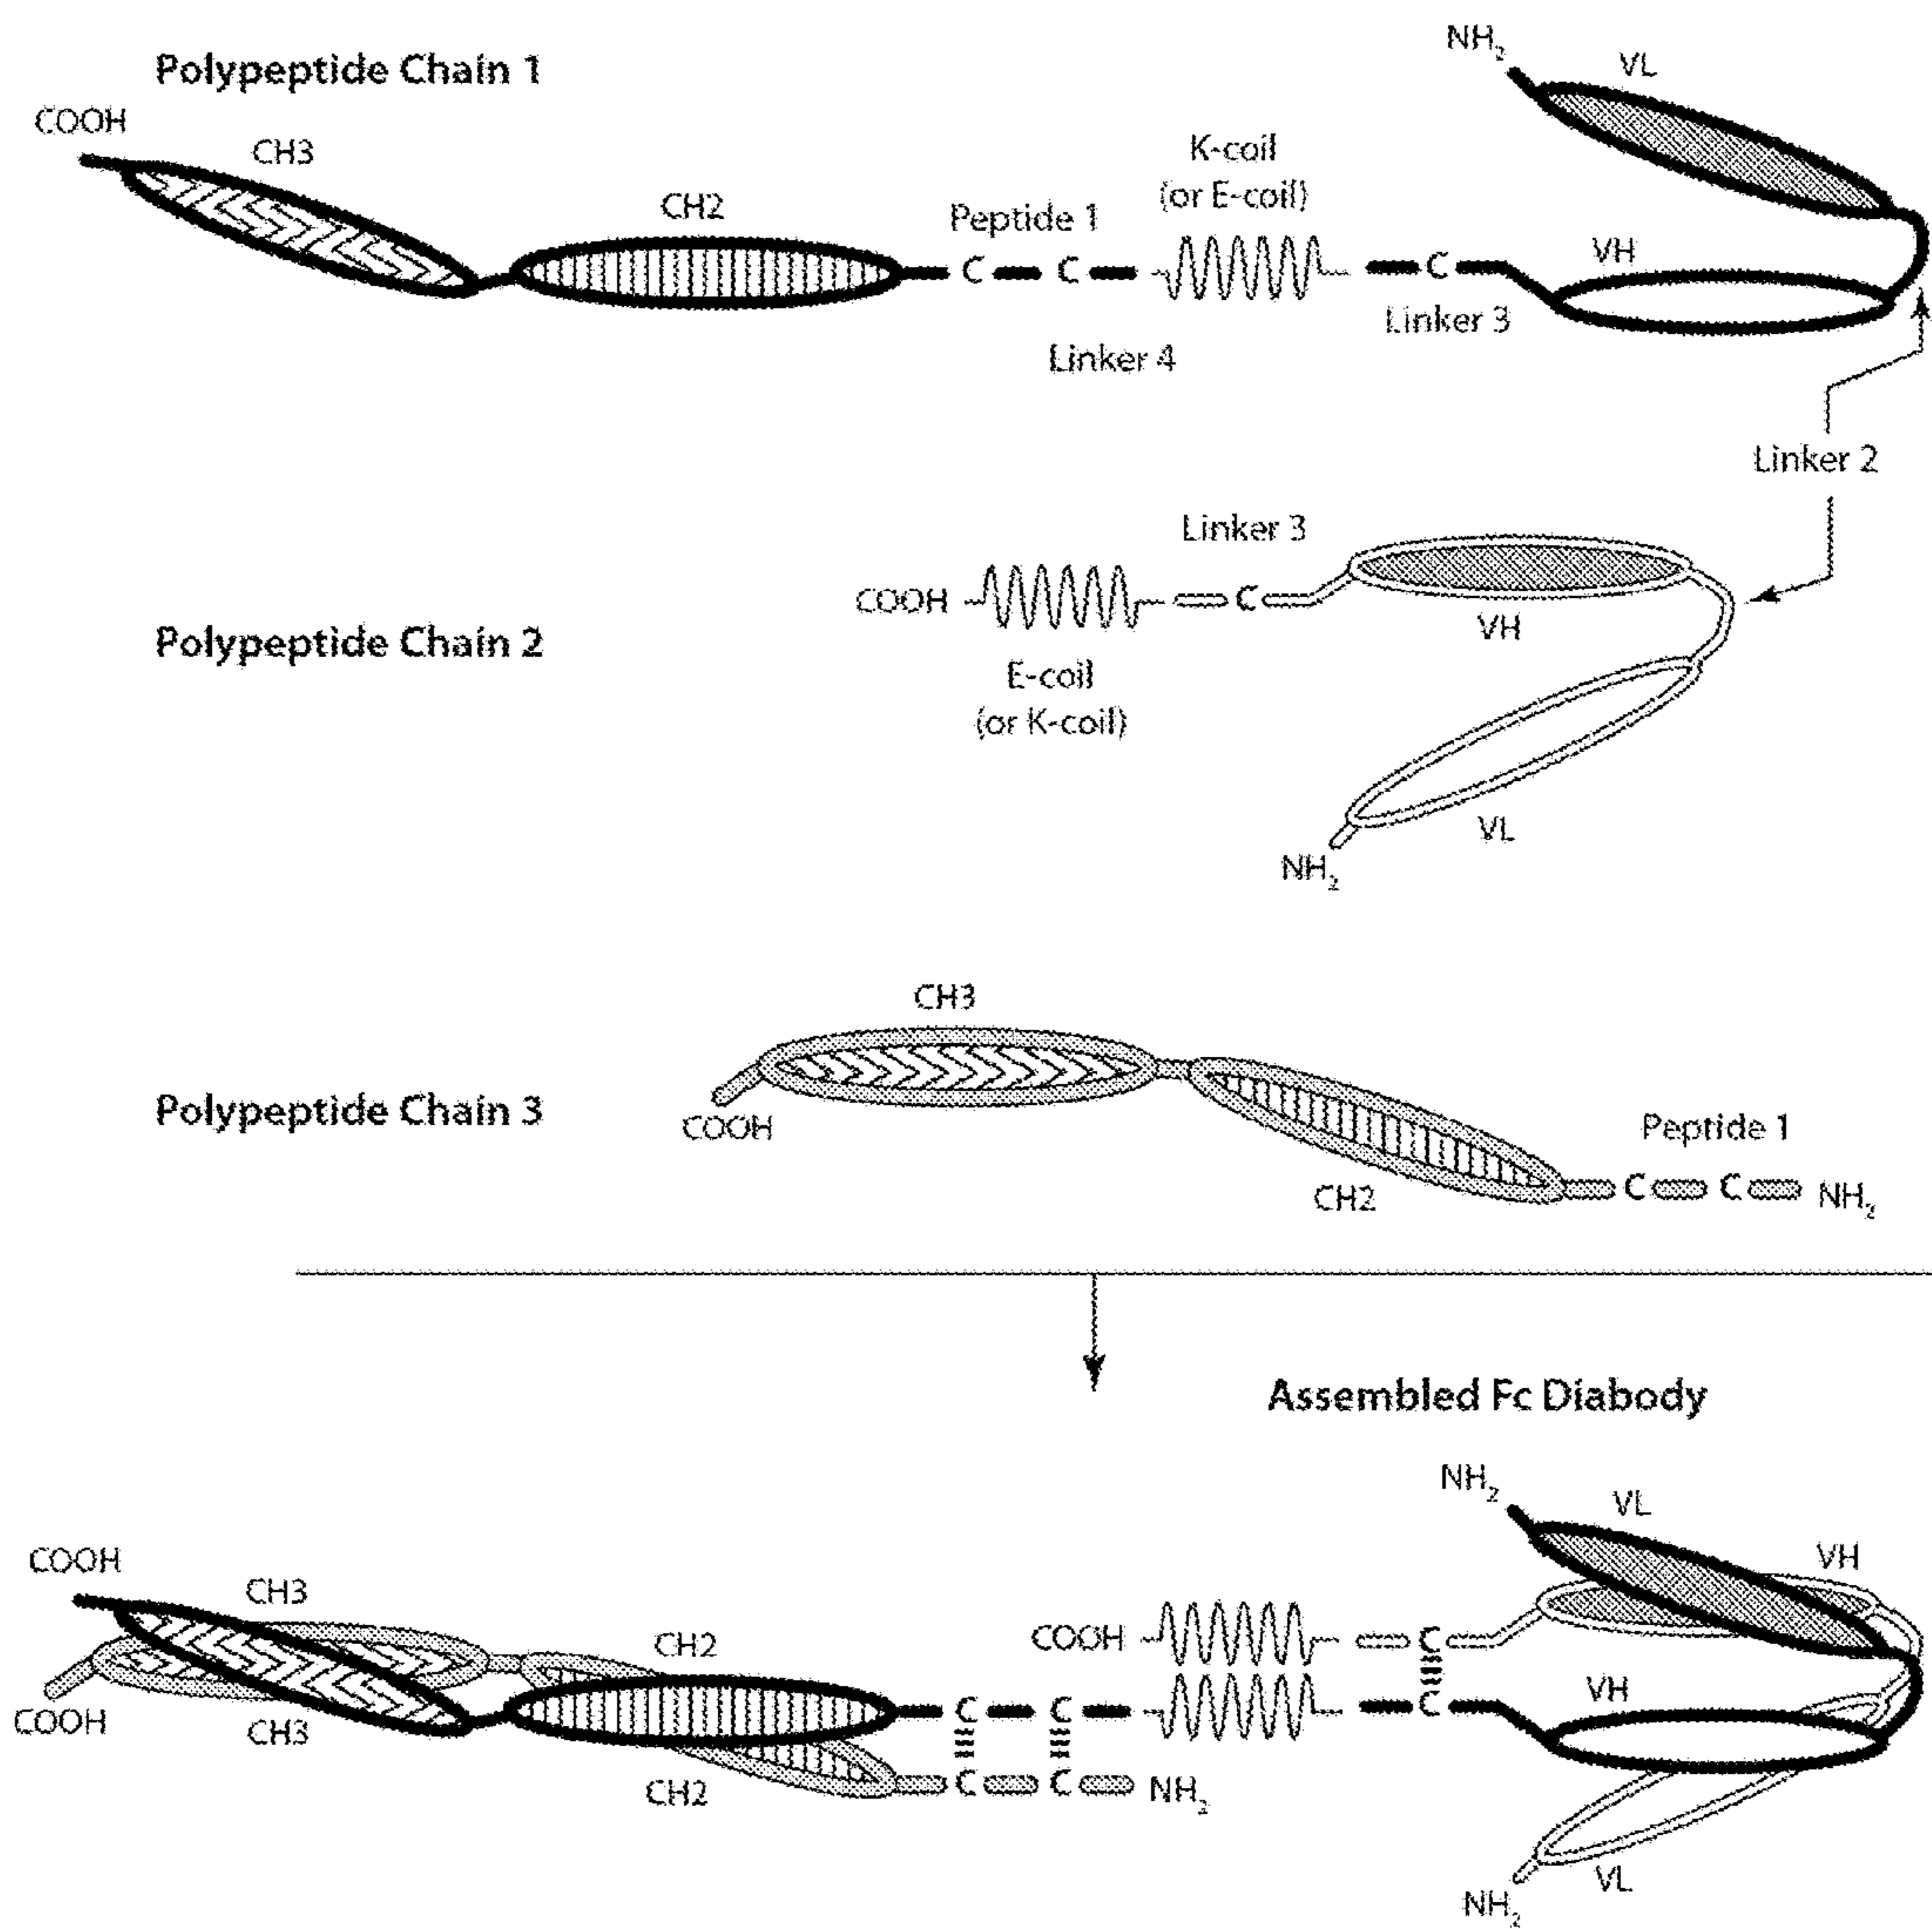 Polypeptide Chain 1
NH2
VL
COOH
CH3
CH2
Peptide 1
K-coil
(or E-coil)
C
C
C
VH
Linker 3
Linker 4
Linker 2
Polypeptide Chain 2
Linker 3
COOH
C
VH
E-coil
(or K-coil)
VL
NH2
Polypeptide Chain 3
CH3
COOH
CH2
Peptide 1
C
C
NH2
Assembled Fc Diabody
NH2
VL
VH
COOH
CH3
CH2
COOH
C
C
C
C
VH
COOH
CH3
CH2
C
C
NH2
VL
NH2